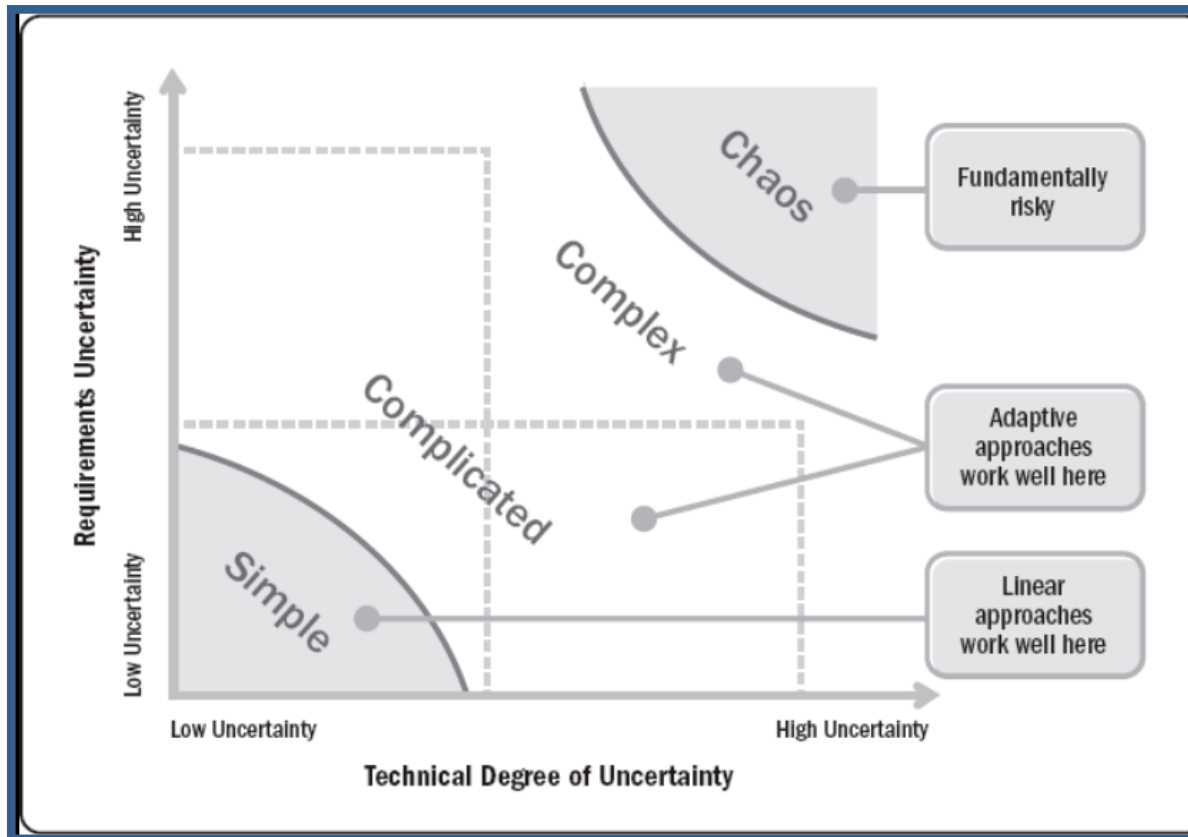 High Uncertainty
Requirements Uncertainty
Low Uncertainty
Chaos
Complex
Complicated
Simple
Fundamentally
risky
Adaptive
approaches
work well here
Linear
approaches
work well here
Low Uncertainty
High Uncertainty
Technical Degree of Uncertainty